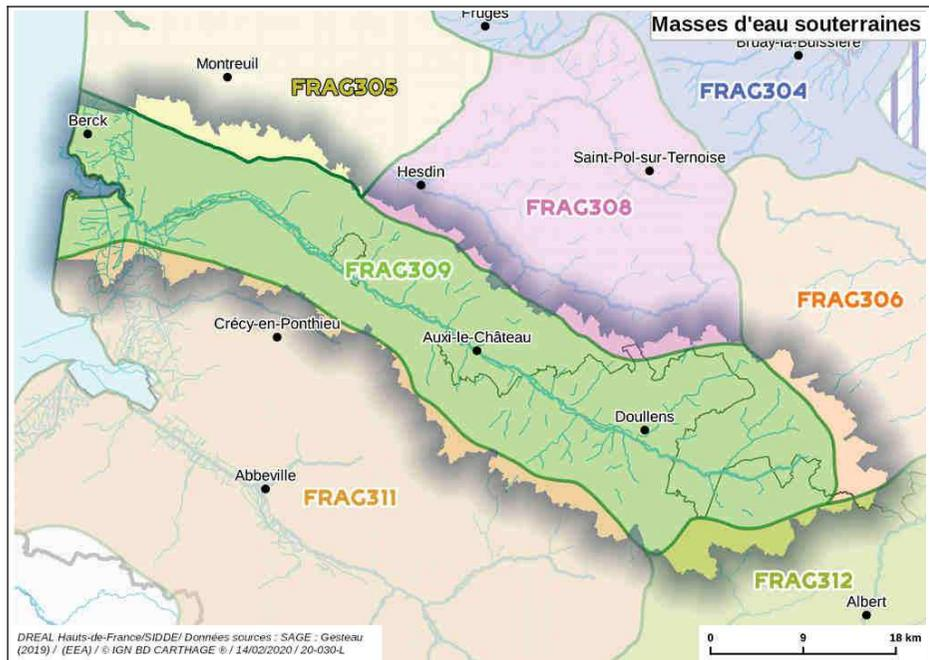 Masses d'eau souterraines
Fruges
Bruay-la-Buissière
Montreuil
FRAG305
FRAG304
Berck
Saint-Pol-sur-Ternoise
Hesdin
FRAG308
FRAG309
FRAG306
Crécy-en-Ponthieu
Auxi-le-Château
Doullens
Abbeville
FRAG311
FRAG312
Albert
DREAL Hauts-de-France/SIDDE/ Données sources : SAGE : Gesteau
(2019) / (EEA) / © IGN BD CARTHAGE ® / 14/02/2020 / 20-030-L
0 9 18 km